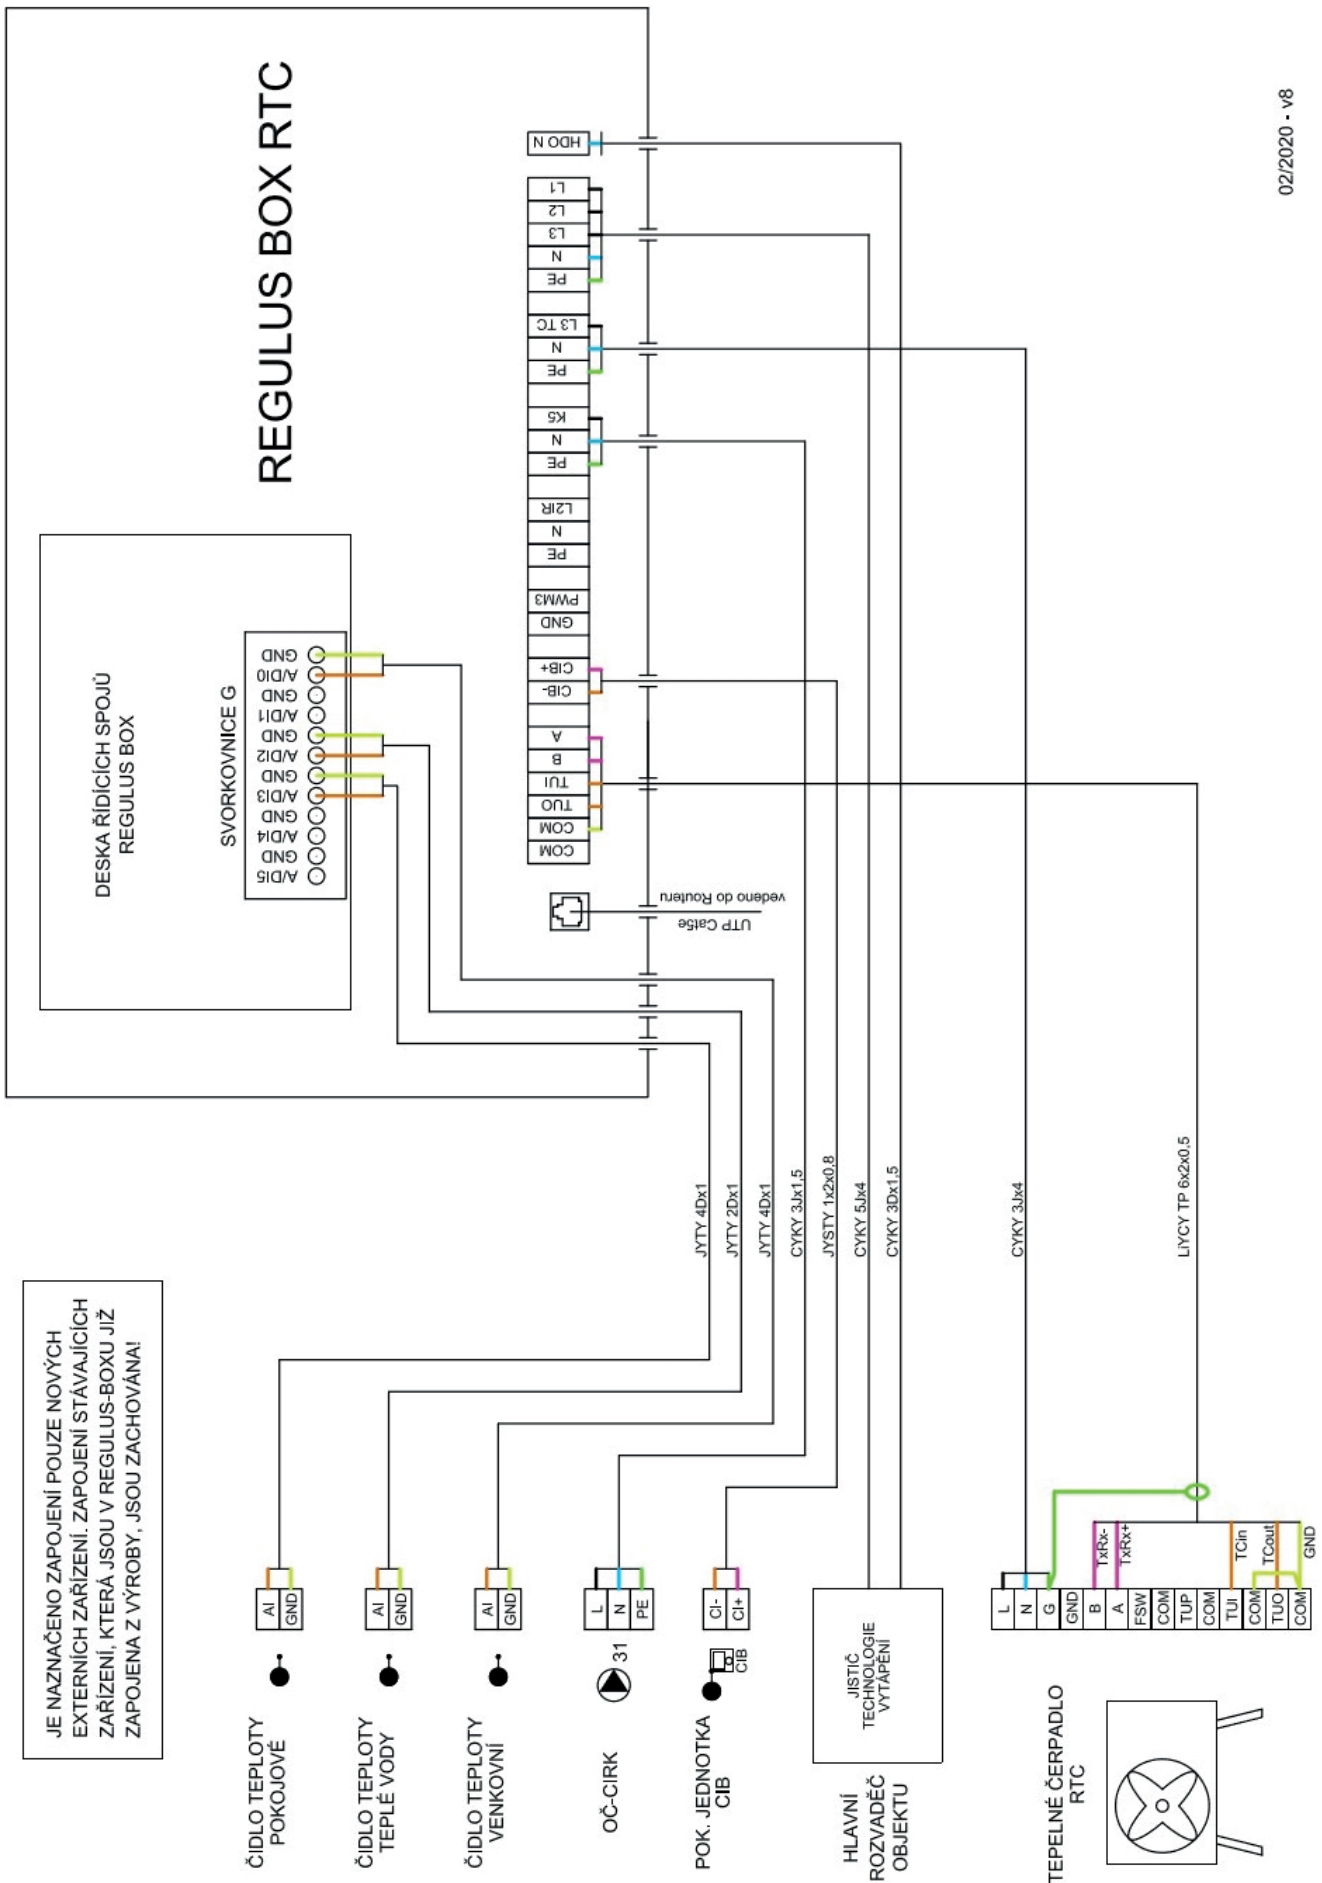 REGULUS BOX RTC
DESKA ŘÍDÍCÍCH SPOJŮ
REGULUS BOX
SVORKOVNICE G
A/DI5
GND
A/DI4
GND
A/DI3
GND
A/DI2
GND
A/DI1
GND
A/DI0
GND
HDO N
L1
L2
L3
N
PE
L3 TC
N
PE
K5
N
PE
L2IR
N
PE
PWM3
GND
CIB+
CIB-
A
B
TUI
TUO
COM
COM
UTP Cat5e
vedeno do Routeru
JE NAZNAČENO ZAPOJENÍ POUZE NOVÝCH
EXTERNÍCH ZAŘÍZENÍ. ZAPOJENÍ STÁVAJÍCÍCH
ZAŘÍZENÍ, KTERÁ JSOU V REGULUS-BOXU JIŽ
ZAPOJENA Z VÝROBY, JSOU ZACHOVÁNA!
JYTY 4Dx1
JYTY 2Dx1
JYTY 4Dx1
CYKY 3Jx1,5
JYSTY 1x2x0,8
CYKY 5Jx4
CYKY 3Dx1,5
CYKY 3Jx4
LiYCY TP 6x2x0,5
ČIDLO TEPLOTY
POKOJOVÉ
AI
GND
ČIDLO TEPLOTY
TEPLÉ VODY
AI
GND
ČIDLO TEPLOTY
VENKOVNÍ
AI
GND
OČ-CIRK
31
L
N
PE
POK. JEDNOTKA
CIB
CIB
CI-
CI+
HLAVNÍ
ROZVADĚČ
OBJEKTU
JISTIČ
TECHNOLOGIE
VYTÁPĚNÍ
TEPELNÉ ČERPADLO
RTC
L
N
G
GND
B
A
FSW
COM
TUP
COM
TUI
COM
TUO
COM
TxRx-
TxRx+
TCin
TCout
GND
02/2020 - v8